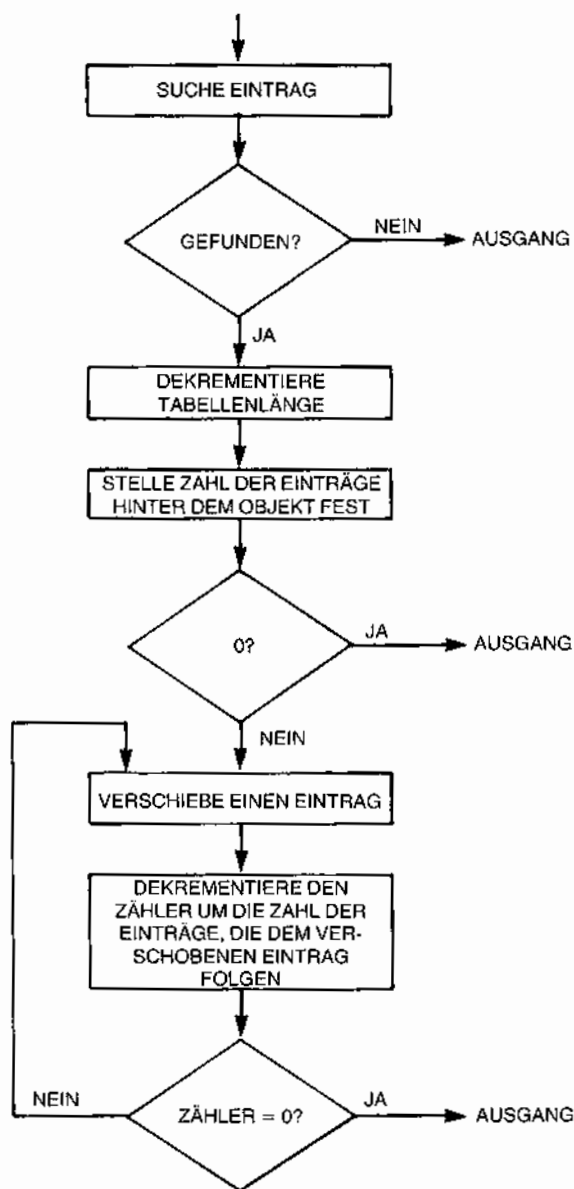 SUCHE EINTRAG
GEFUNDEN?
NEIN
AUSGANG
JA
DEKREMENTIERE
TABELLENLÄNGE
STELLE ZAHL DER EINTRÄGE
HINTER DEM OBJEKT FEST
0?
JA
AUSGANG
NEIN
VERSCHIEBE EINEN EINTRAG
DEKREMENTIERE DEN
ZÄHLER UM DIE ZAHL DER
EINTRÄGE, DIE DEM VER-
SCHOBENEN EINTRAG
FOLGEN
NEIN
ZÄHLER = 0?
JA
AUSGANG